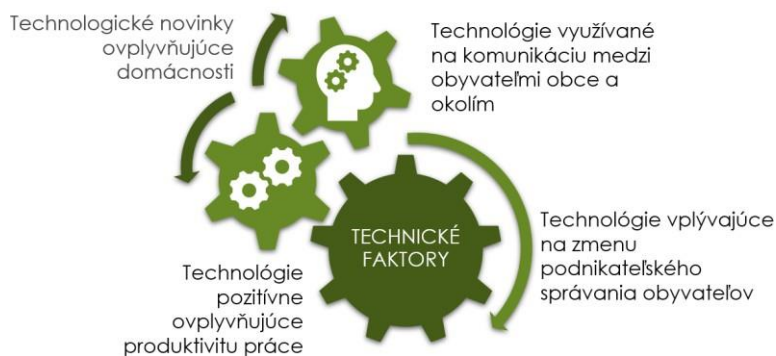 Technologické novinky
ovplyvňujúce
domácnosti
Technológie využívané
na komunikáciu medzi
obyvateľmi obce a
okolím
TECHNICKÉ
FAKTORY
Technológie vplývajúce
na zmenu
podnikateľského
správania obyvateľov
Technológie
pozitívne
ovplyvňujúce
produktivitu práce